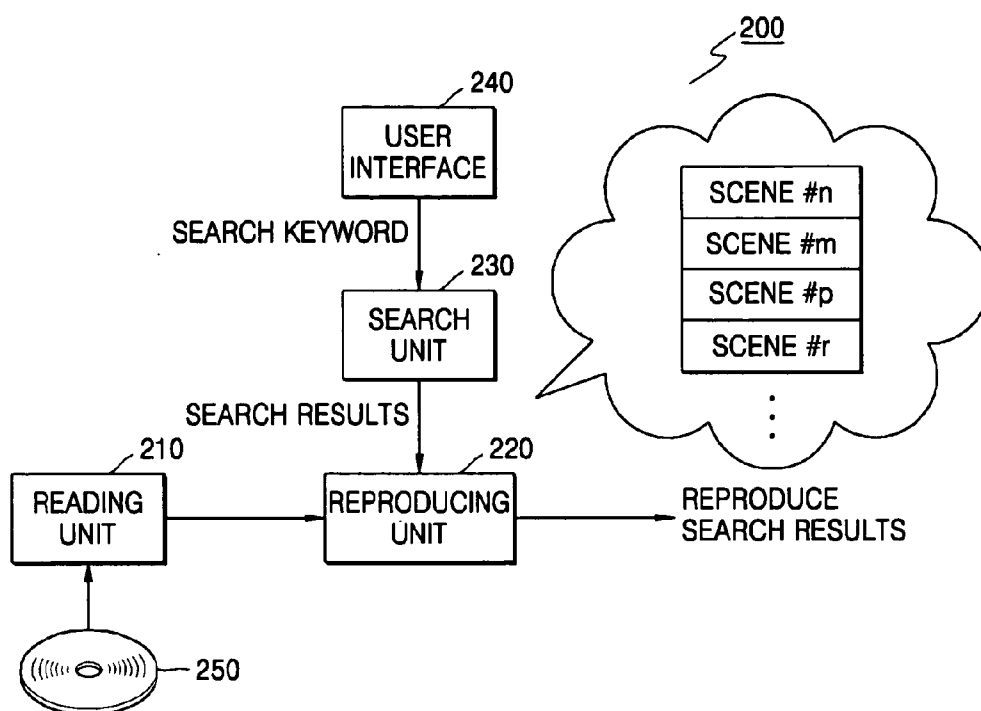 200
240
USER
INTERFACE
SEARCH KEYWORD
230
SEARCH
UNIT
SEARCH RESULTS
SCENE #n
SCENE #m
SCENE #p
SCENE #r
210
READING
UNIT
220
REPRODUCING
UNIT
REPRODUCE
SEARCH RESULTS
250